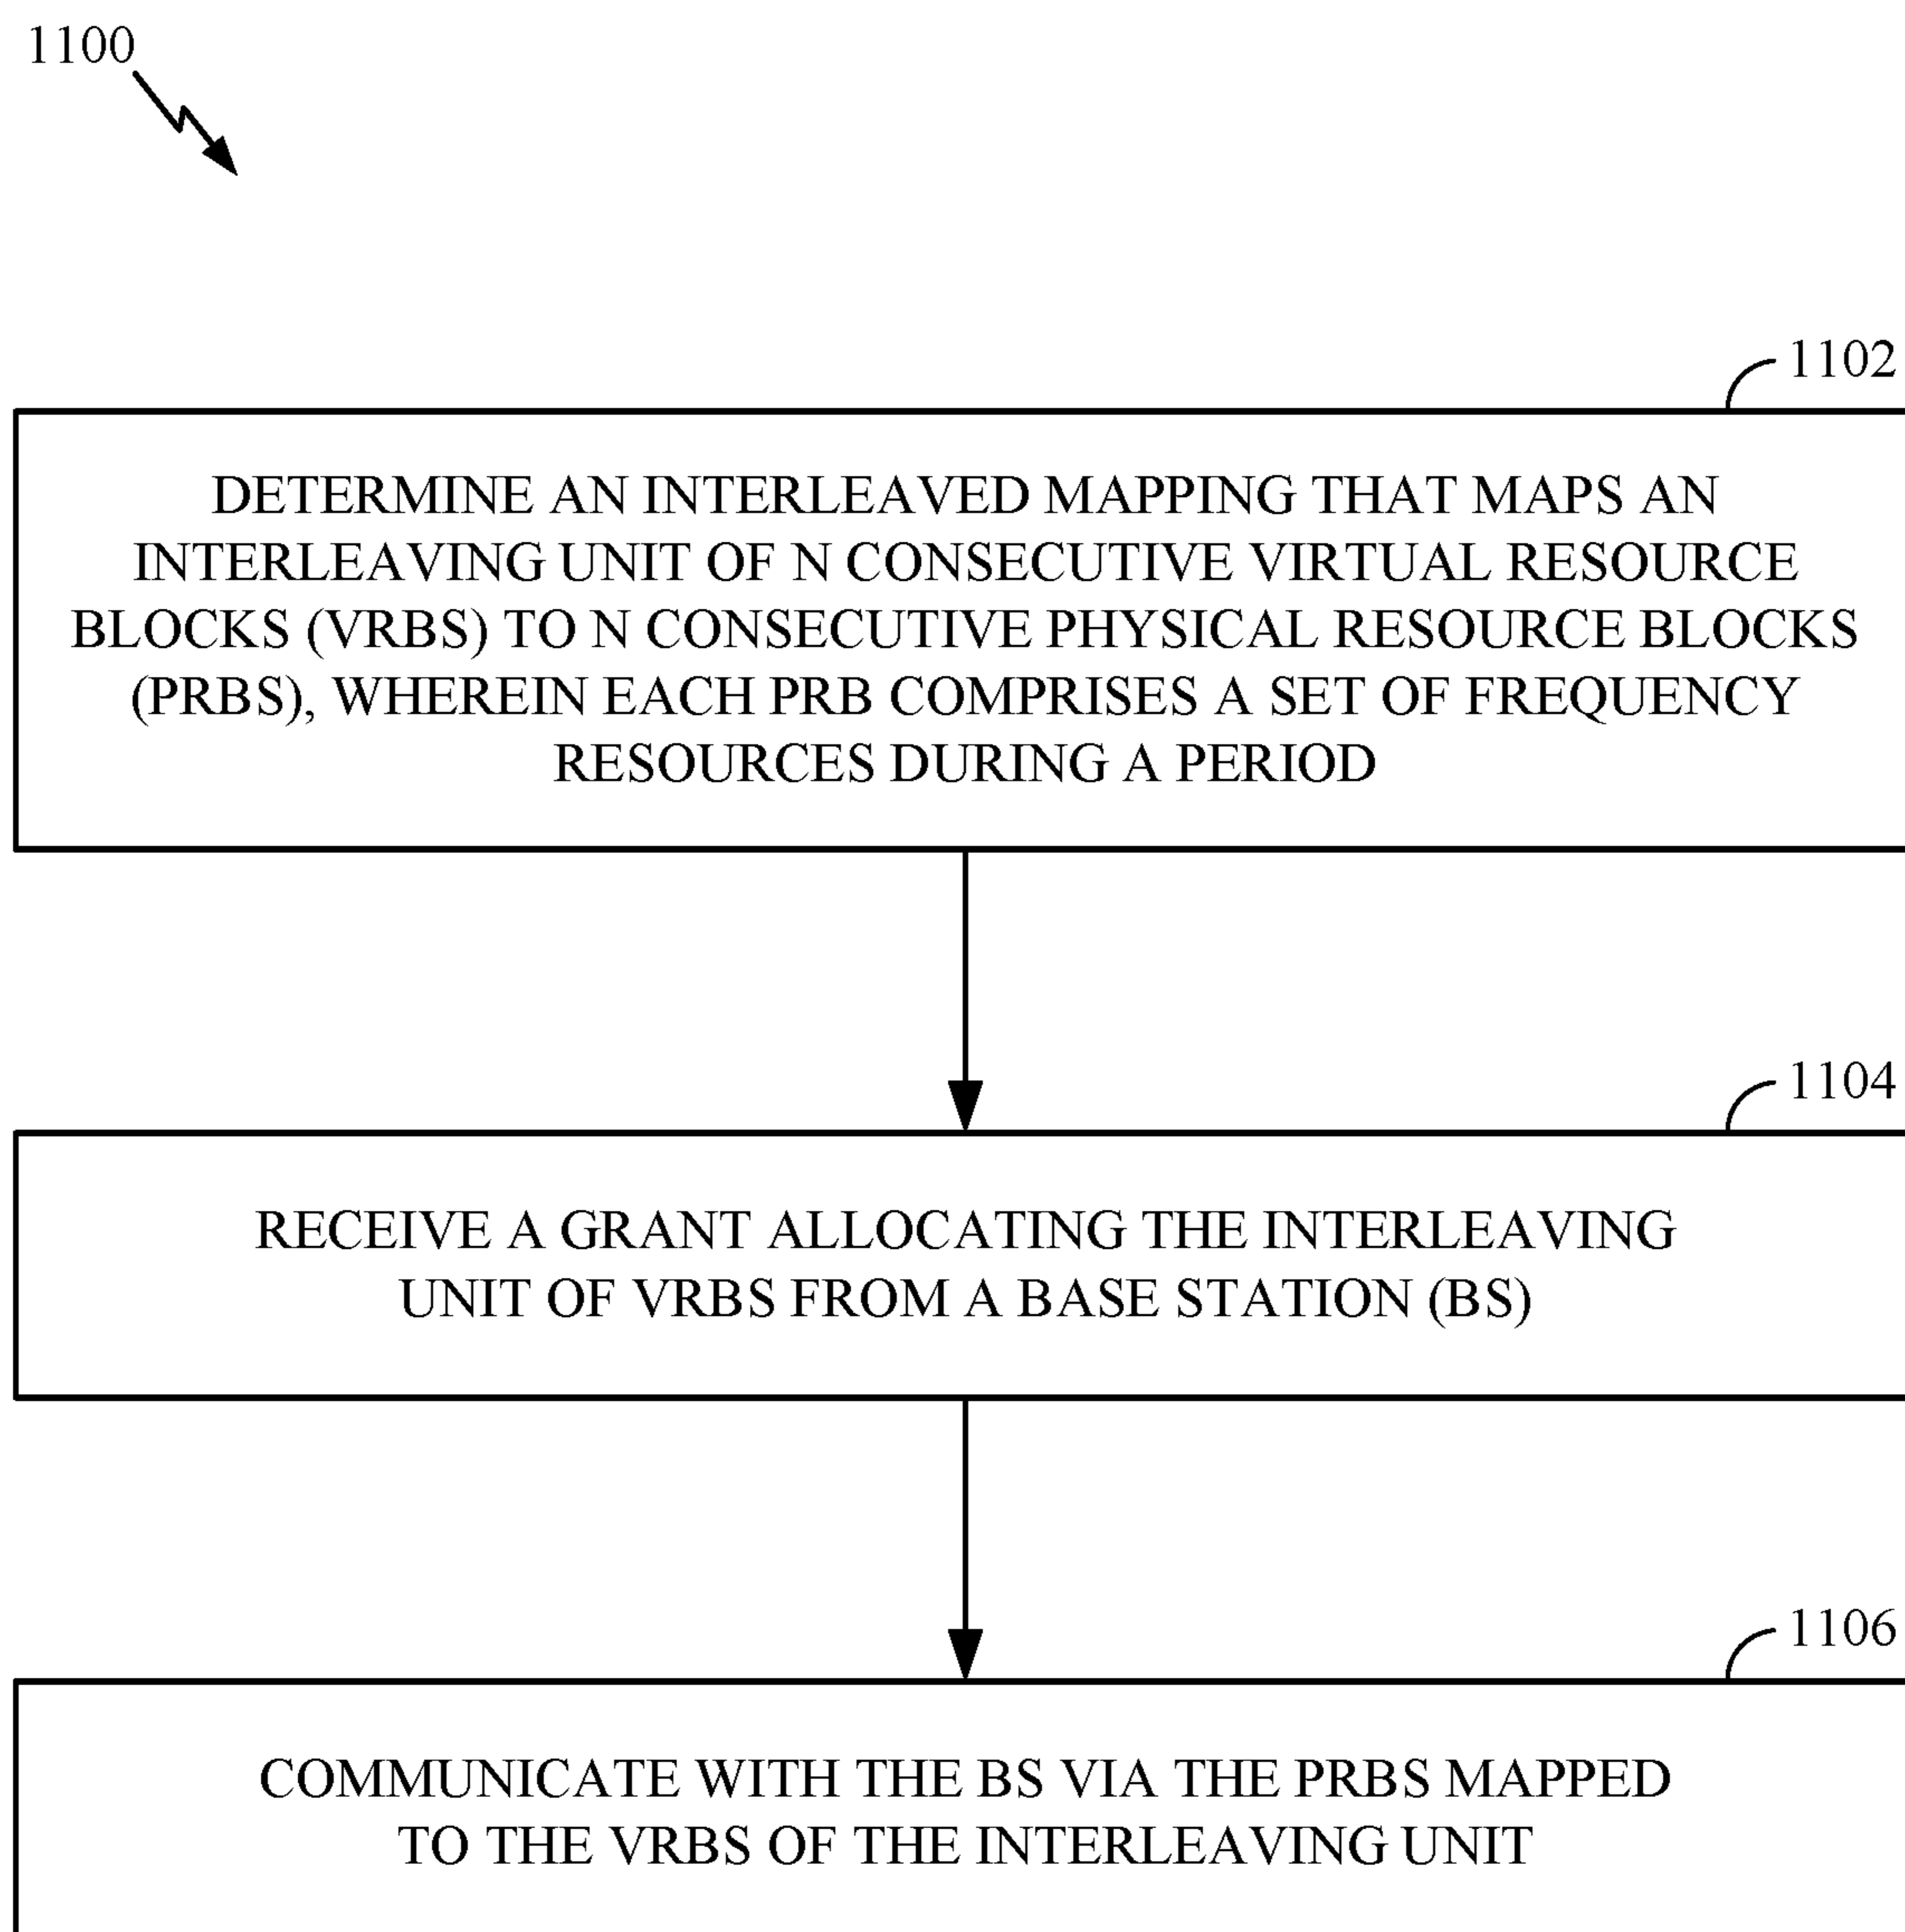 1100
1102
DETERMINE AN INTERLEAVED MAPPING THAT MAPS AN
INTERLEAVING UNIT OF N CONSECUTIVE VIRTUAL RESOURCE
BLOCKS (VRBS) TO N CONSECUTIVE PHYSICAL RESOURCE BLOCKS
(PRBS), WHEREIN EACH PRB COMPRISES A SET OF FREQUENCY
RESOURCES DURING A PERIOD
1104
RECEIVE A GRANT ALLOCATING THE INTERLEAVING
UNIT OF VRBS FROM A BASE STATION (BS)
1106
COMMUNICATE WITH THE BS VIA THE PRBS MAPPED
TO THE VRBS OF THE INTERLEAVING UNIT